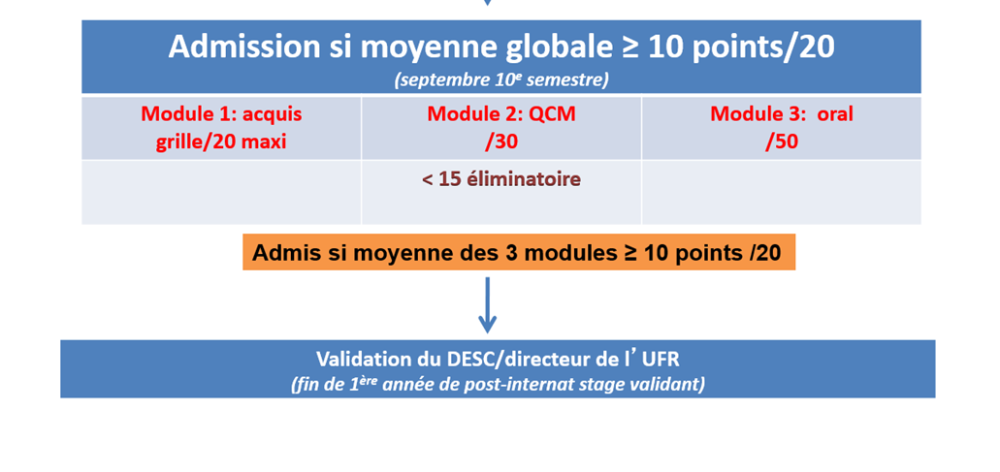 Admission si moyenne globale ≥ 10 points/20
(septembre 10e semestre)
Module 1: acquis
grille/20 maxi
Module 2: QCM
/30
Module 3: oral
/50
< 15 éliminatoire
Admis si moyenne des 3 modules ≥ 10 points /20
Validation du DESC/directeur de l’ UFR
(fin de 1ère année de post-internat stage validant)